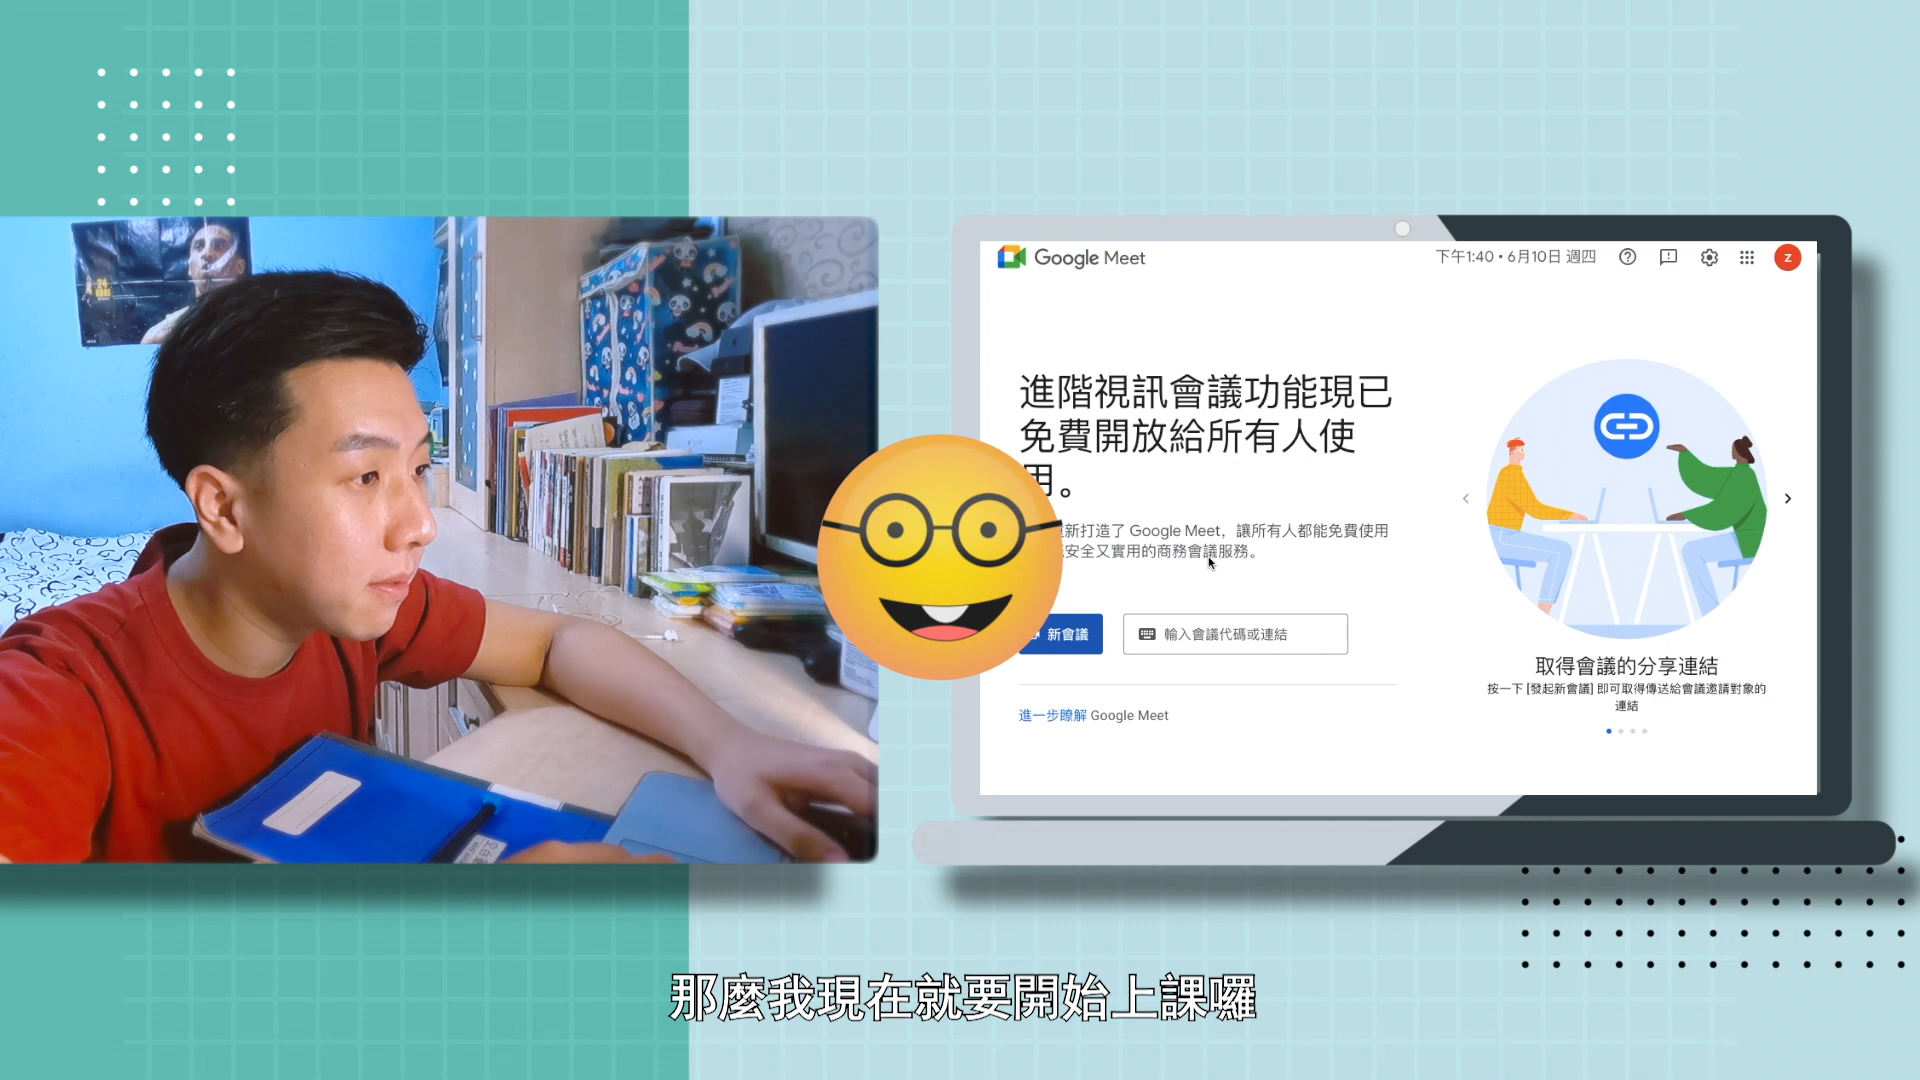 24
Google Meet
下午1:40 • 6月10日 週四
z
進階視訊會議功能現已
免費開放給所有人使
用。
新打造了 Google Meet，讓所有人都能免費使用
安全又實用的商務會議服務。
新會議
輸入會議代碼或連結
進一步瞭解 Google Meet
取得會議的分享連結
按一下 [發起新會議] 即可取得傳送給會議邀請對象的
連結
那麼我現在就要開始上課囉